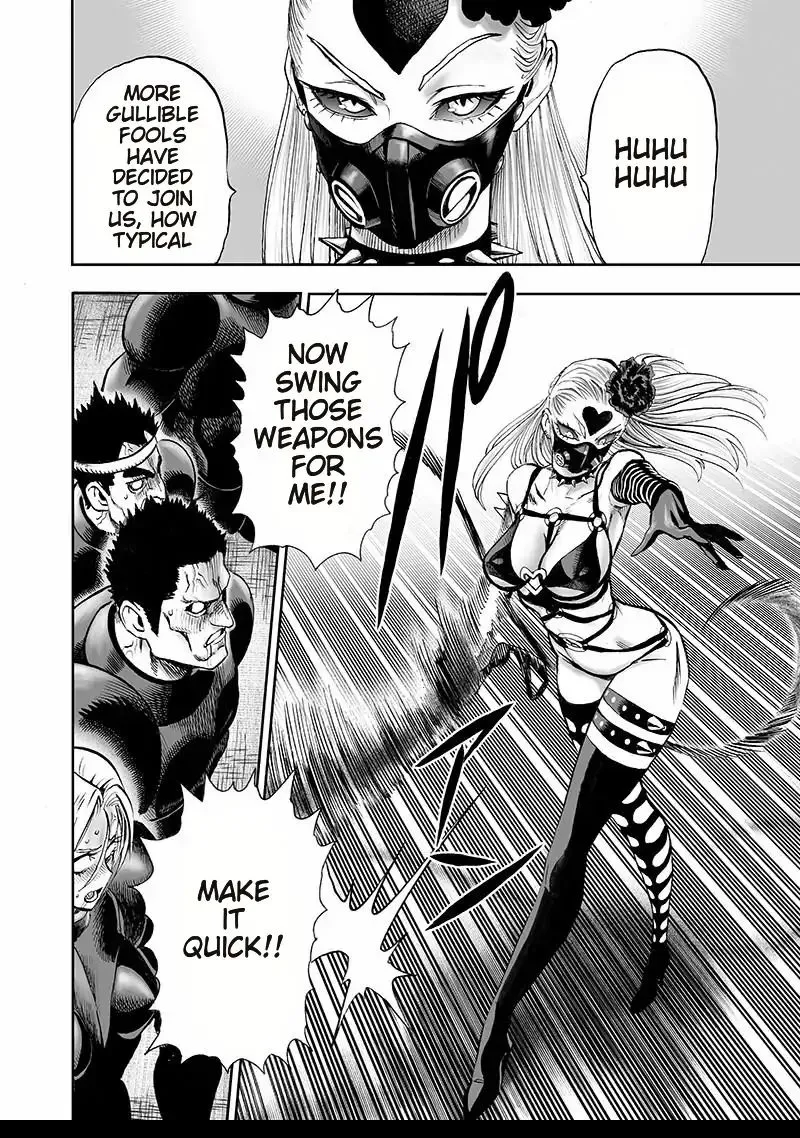 HUHU
HUHU
MORE
GULLIBLE
FOOLS
HAVE
DECIDED
TO JOIN
US, HOW
TYPICAL
NOW
SWING
THOSE
WEAPONS
FOR
ME!!
MAKE
IT
QUICK!!